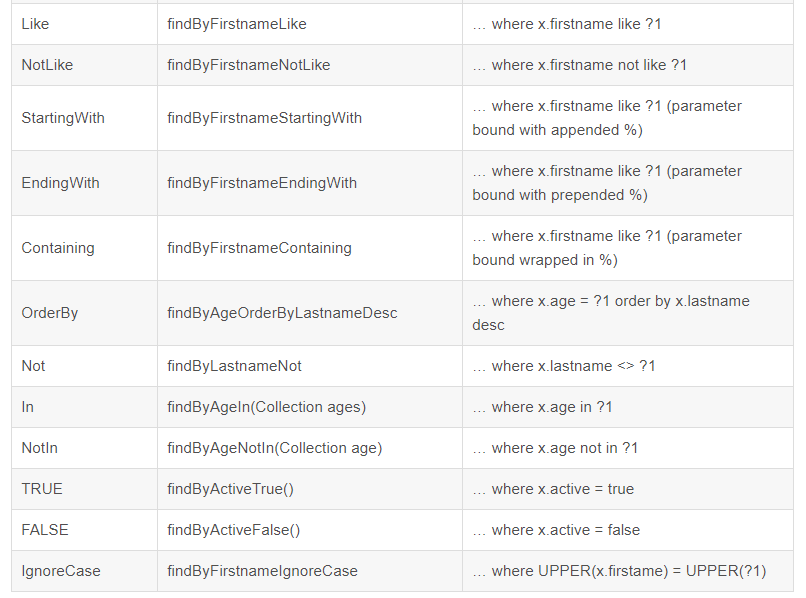 Like findByFirstnameLike … where x.firstname like ?1
NotLike findByFirstnameNotLike … where x.firstname not like ?1
StartingWith findByFirstnameStartingWith … where x.firstname like ?1 (parameter
bound with appended %)
EndingWith findByFirstnameEndingWith … where x.firstname like ?1 (parameter
bound with prepended %)
Containing findByFirstnameContaining … where x.firstname like ?1 (parameter
bound wrapped in %)
OrderBy findByAgeOrderByLastnameDesc … where x.age = ?1 order by x.lastname
desc
Not findByLastnameNot … where x.lastname <> ?1
In findByAgeIn(Collection ages) … where x.age in ?1
NotIn findByAgeNotIn(Collection age) … where x.age not in ?1
TRUE findByActiveTrue() … where x.active = true
FALSE findByActiveFalse() … where x.active = false
IgnoreCase findByFirstnameIgnoreCase … where UPPER(x.firstame) = UPPER(?1)